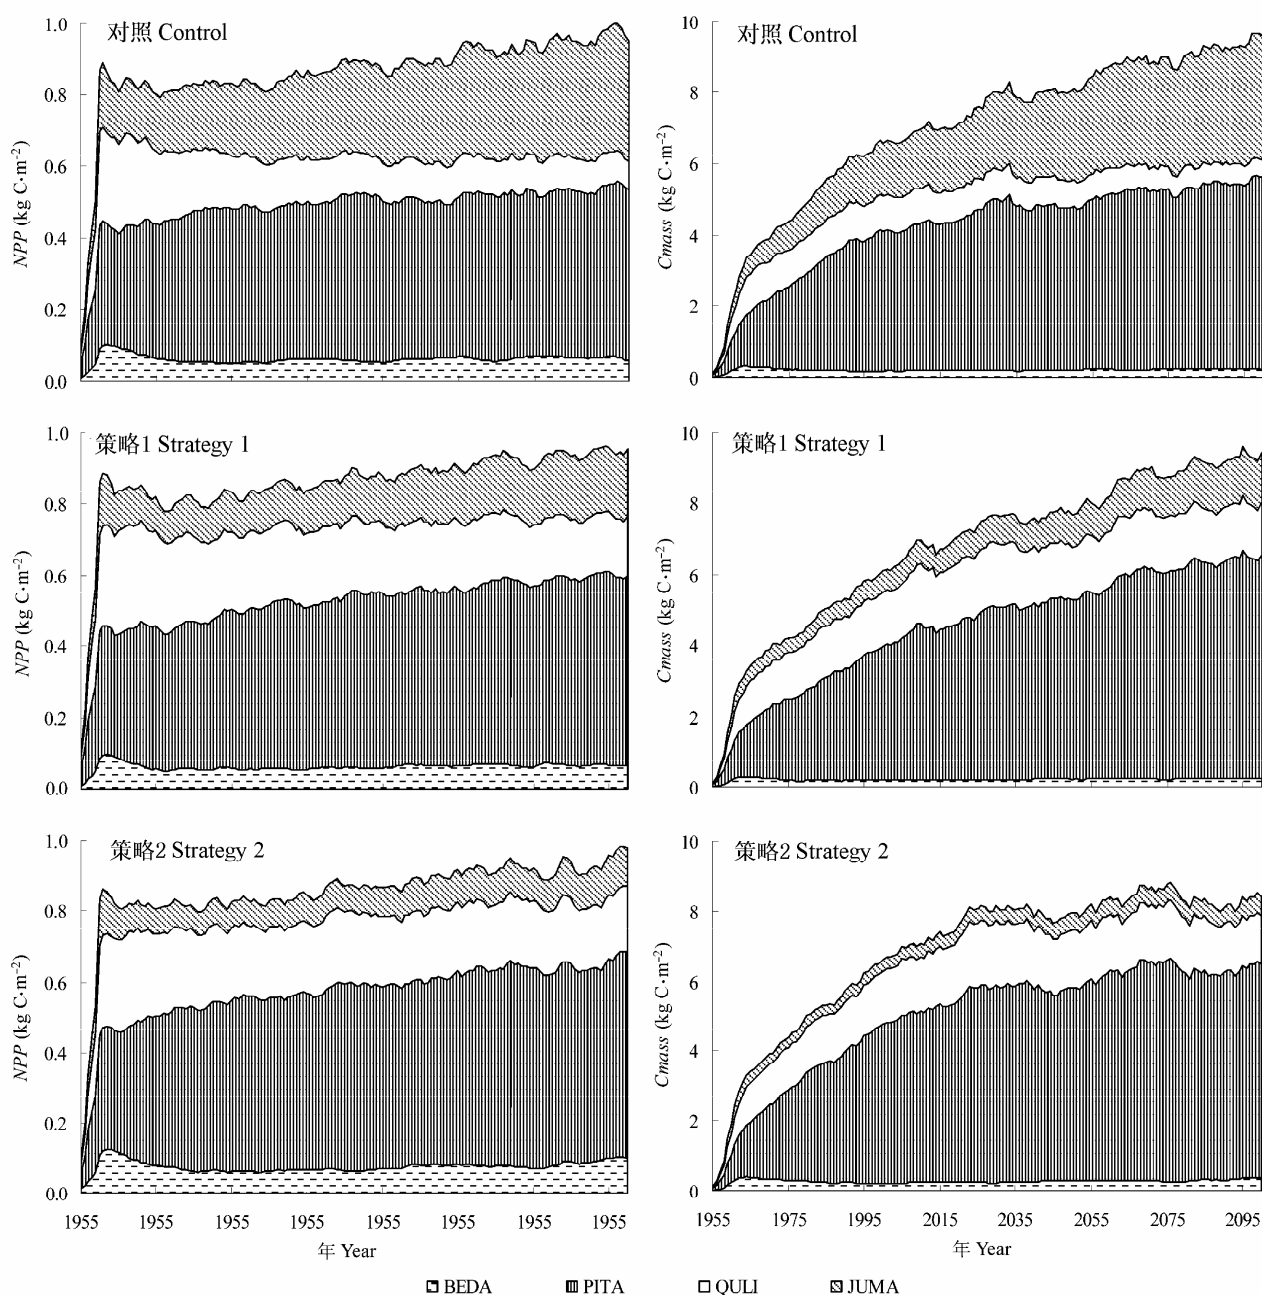 对照 Control
NPP (kg C·m⁻²)
1.0
0.8
0.6
0.4
0.2
0.0
对照 Control
Cmass (kg C·m⁻²)
10
8
6
4
2
0
策略1 Strategy 1
NPP (kg C·m⁻²)
1.0
0.8
0.6
0.4
0.2
0.0
策略1 Strategy 1
Cmass (kg C·m⁻²)
10
8
6
4
2
0
策略2 Strategy 2
NPP (kg C·m⁻²)
1.0
0.8
0.6
0.4
0.2
0.0
1955 1955 1955 1955 1955 1955 1955 1955
年 Year
策略2 Strategy 2
Cmass (kg C·m⁻²)
10
8
6
4
2
0
1955 1975 1995 2015 2035 2055 2075 2095
年 Year
BEDA PITA QULI JUMA